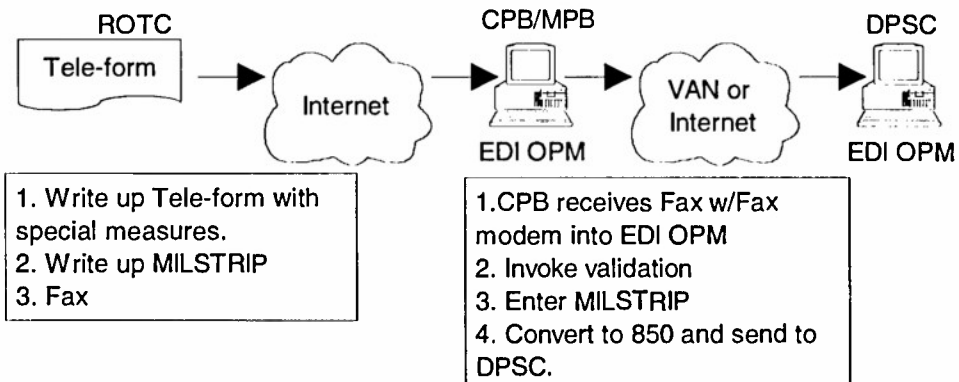 ROTC
CPB/MPB
DPSC
Tele-form
Internet
VAN or
Internet
EDI OPM
EDI OPM
1. Write up Tele-form with
special measures.
2. Write up MILSTRIP
3. Fax
1.CPB receives Fax w/Fax
modem into EDI OPM
2. Invoke validation
3. Enter MILSTRIP
4. Convert to 850 and send to
DPSC.